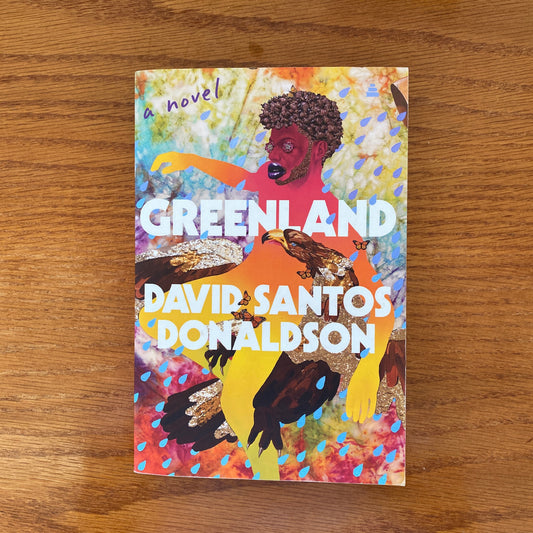 a novel
GREENLAND
DAVID SANTOS
DONALDSON